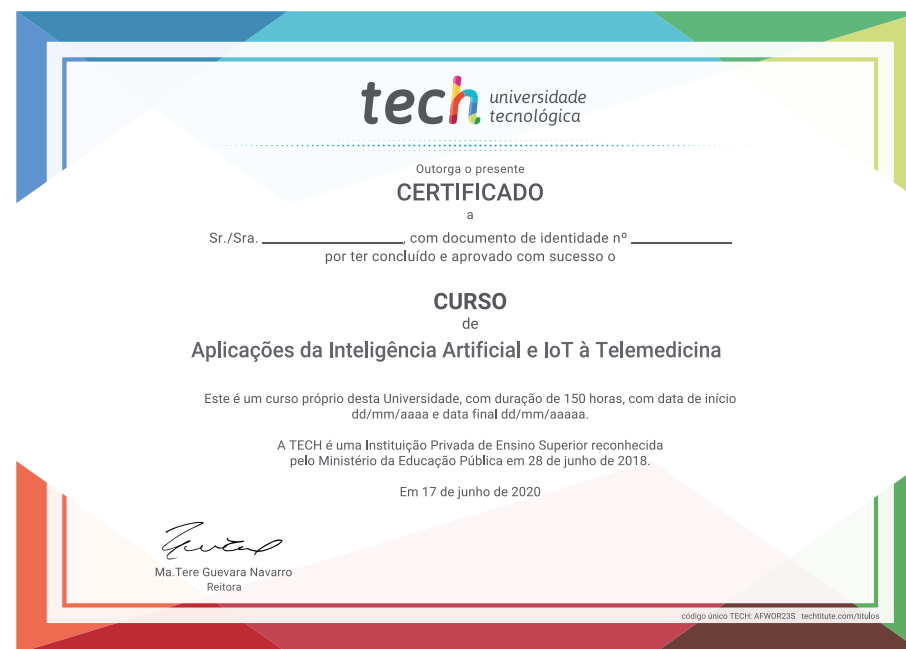 tech universidade
tecnológica
Outorga o presente
CERTIFICADO
a
Sr./Sra. ____________________, com documento de identidade nº ______________
por ter concluído e aprovado com sucesso o
CURSO
de
Aplicações da Inteligência Artificial e IoT à Telemedicina
Este é um curso próprio desta Universidade, com duração de 150 horas, com data de início
dd/mm/aaaa e data final dd/mm/aaaaa.
A TECH é uma Instituição Privada de Ensino Superior reconhecida
pelo Ministério da Educação Pública em 28 de junho de 2018.
Em 17 de junho de 2020
Ma.Tere Guevara Navarro
Reitora
código único TECH: AFWOR23S techtitute.com/titulos